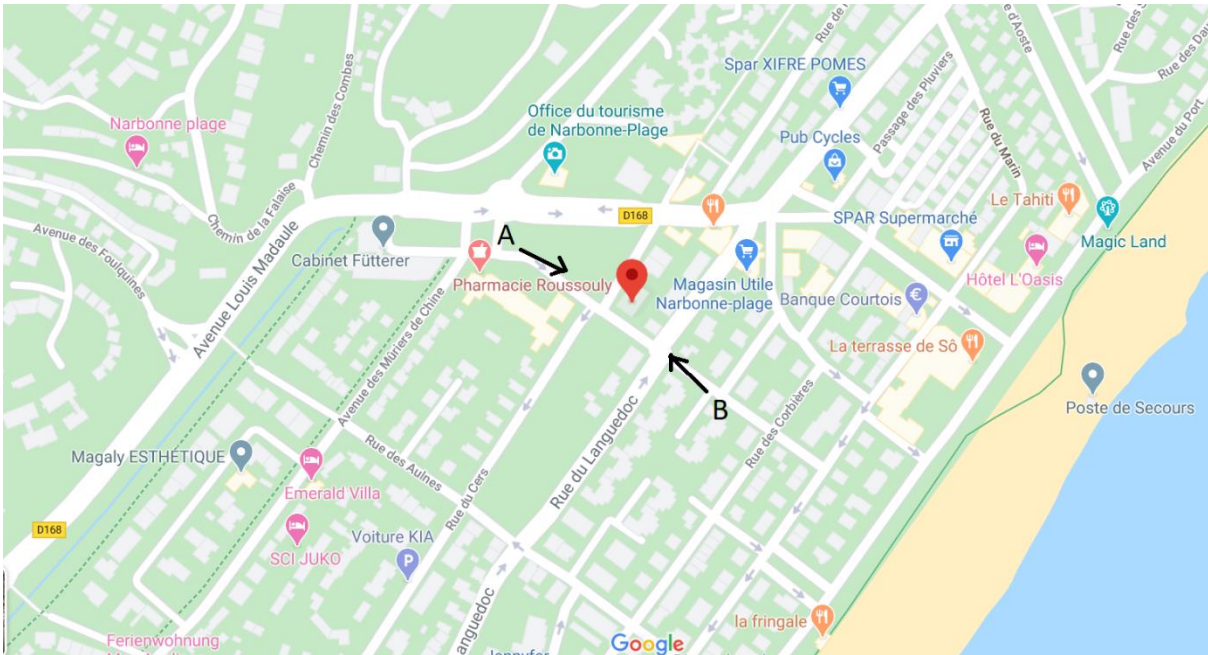 Rue de
d'Aoste
Rue des
Rue des Dau
Spar XIFRE POMES
Passage des Pluviers
Office du tourisme
de Narbonne-Plage
Chemin des Combes
Narbonne plage
Pub Cycles
Rue du Marin
Avenue du Port
Le Tahiti
D168
SPAR Supermarché
Magic Land
Chemin de la Falaise
Avenue des Foulquines
Cabinet Fütterer
A
Pharmacie Roussouly
Magasin Utile
Narbonne-plage
Banque Courtois
Hôtel L'Oasis
Avenue Louis Madaule
Avenue des Mûriers de Chine
La terrasse de Sô
B
Poste de Secours
Rue du Languedoc
Rue des Corbières
Rue des Aulnes
Rue du Cers
Magaly ESTHÉTIQUE
Emerald Villa
D168
SCI JUKO
Voiture KIA
P
anguedoc
la fringale
Ferienwohnung
Google